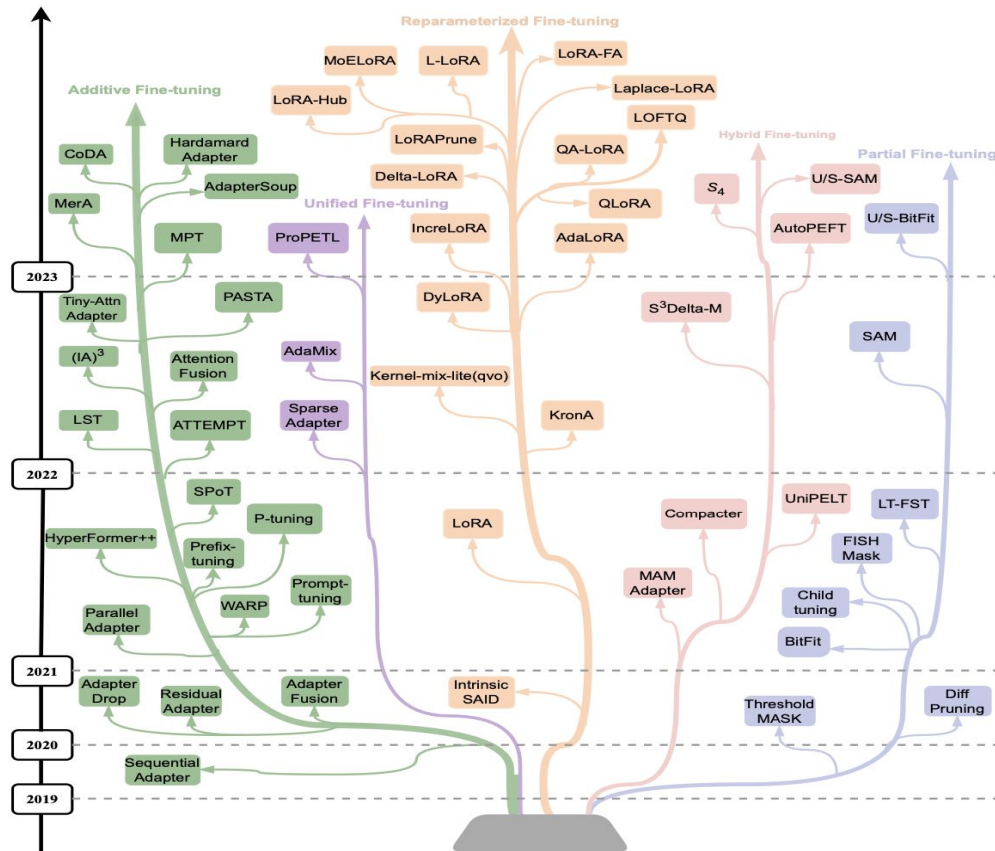 Reparameterized Fine-tuning
MoELoRA
L-LoRA
LoRA-FA
Additive Fine-tuning
LoRA-Hub
Laplace-LoRA
LOFTQ
Hybrid Fine-tuning
Partial Fine-tuning
CoDA
Hardamard
Adapter
LoRAPrune
QA-LoRA
AdapterSoup
Delta-LoRA
QLoRA
S4
U/S-SAM
MerA
Unified Fine-tuning
MPT
ProPETL
IncreLoRA
AdaLoRA
AutoPEFT
U/S-BitFit
2023
Tiny-Attn
Adapter
PASTA
DyLoRA
S³Delta-M
(IA)³
Attention
Fusion
AdaMix
SAM
Kernel-mix-lite(qvo)
LST
ATTEMPT
Sparse
Adapter
KronA
2022
SPoT
P-tuning
HyperFormer++
Prefix-
tuning
LoRA
Compacter
UniPELT
LT-FST
FISH
Mask
Parallel
Adapter
WARP
Prompt-
tuning
MAM
Adapter
Child
tuning
BitFit
2021
Adapter
Drop
Residual
Adapter
Adapter
Fusion
Intrinsic
SAID
Threshold
MASK
Diff
Pruning
2020
Sequential
Adapter
2019